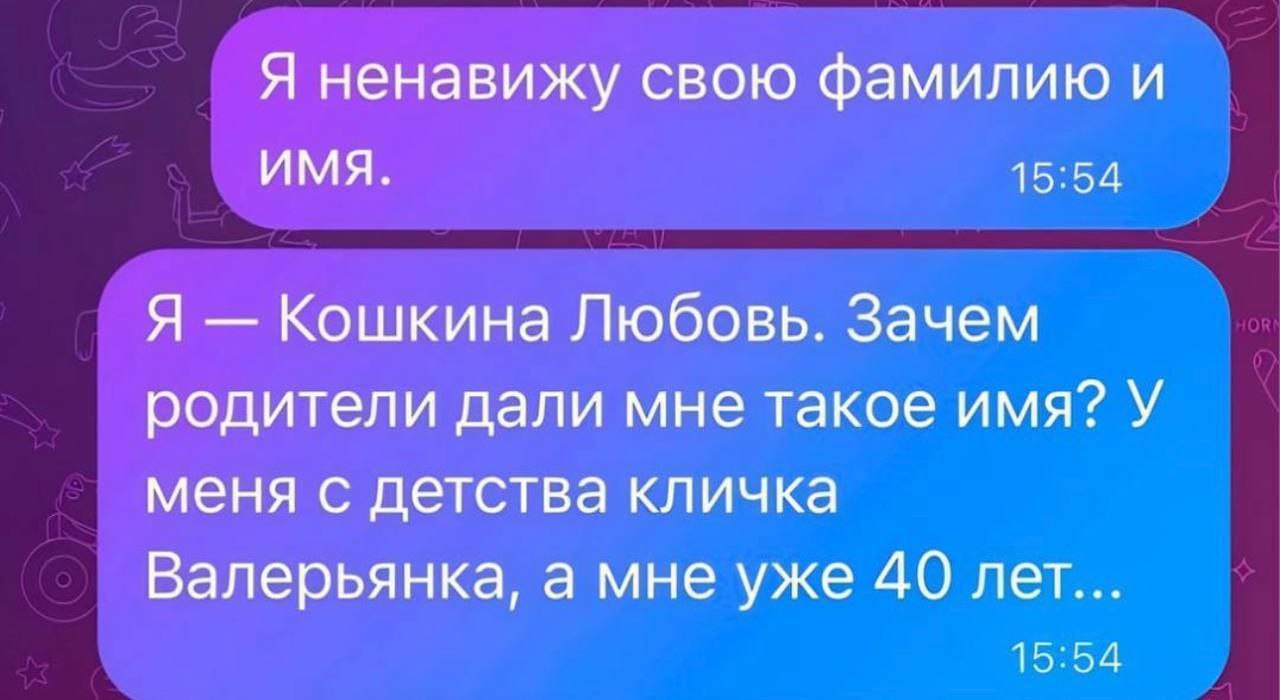 Я ненавижу свою фамилию и
имя.
15:54
Я — Кошкина Любовь. Зачем
родители дали мне такое имя? У
меня с детства кличка
Валерьянка, а мне уже 40 лет...
15:54